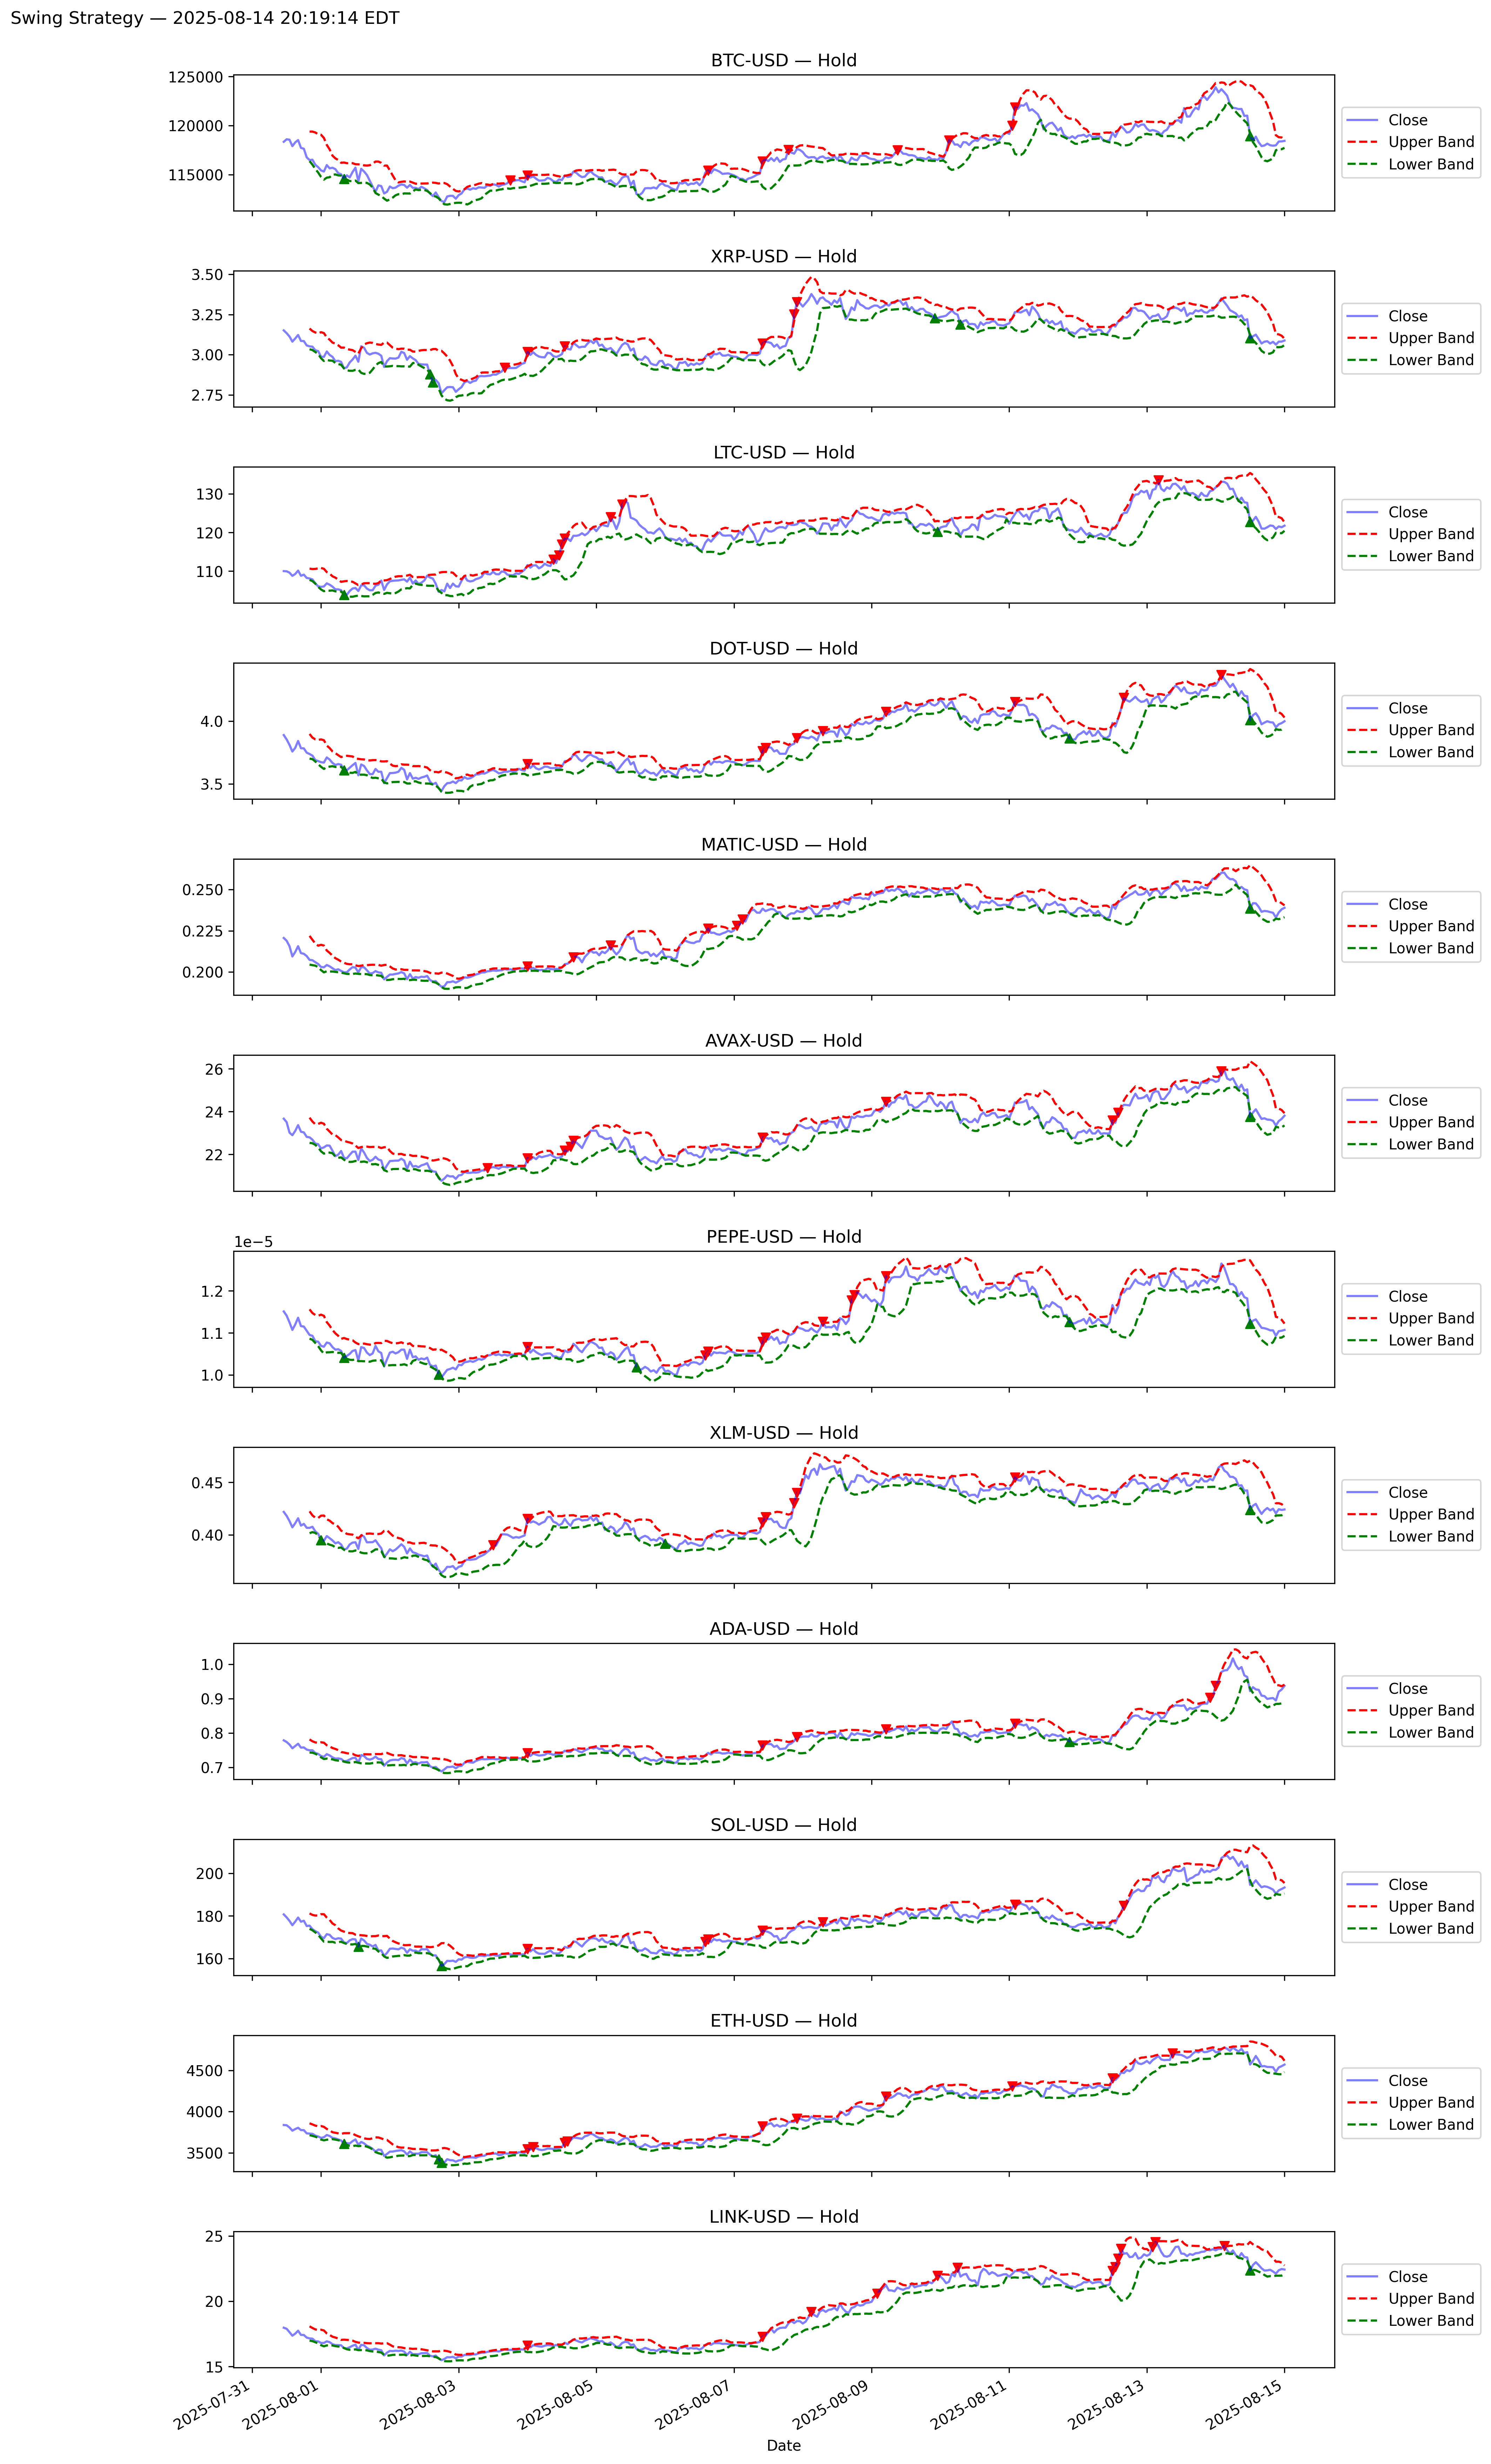 Swing Strategy — 2025-08-14 20:19:14 EDT
BTC-USD — Hold
125000
120000
115000
Close
Upper Band
Lower Band
XRP-USD — Hold
3.50
3.25
3.00
2.75
Close
Upper Band
Lower Band
LTC-USD — Hold
130
120
110
Close
Upper Band
Lower Band
DOT-USD — Hold
4.0
3.5
Close
Upper Band
Lower Band
MATIC-USD — Hold
0.250
0.225
0.200
Close
Upper Band
Lower Band
AVAX-USD — Hold
26
24
22
Close
Upper Band
Lower Band
PEPE-USD — Hold
1e−5
1.2
1.1
1.0
Close
Upper Band
Lower Band
XLM-USD — Hold
0.45
0.40
Close
Upper Band
Lower Band
ADA-USD — Hold
1.0
0.9
0.8
0.7
Close
Upper Band
Lower Band
SOL-USD — Hold
200
180
160
Close
Upper Band
Lower Band
ETH-USD — Hold
4500
4000
3500
Close
Upper Band
Lower Band
LINK-USD — Hold
25
20
15
Close
Upper Band
Lower Band
2025-07-31
2025-08-01
2025-08-03
2025-08-05
2025-08-07
2025-08-09
2025-08-11
2025-08-13
2025-08-15
Date